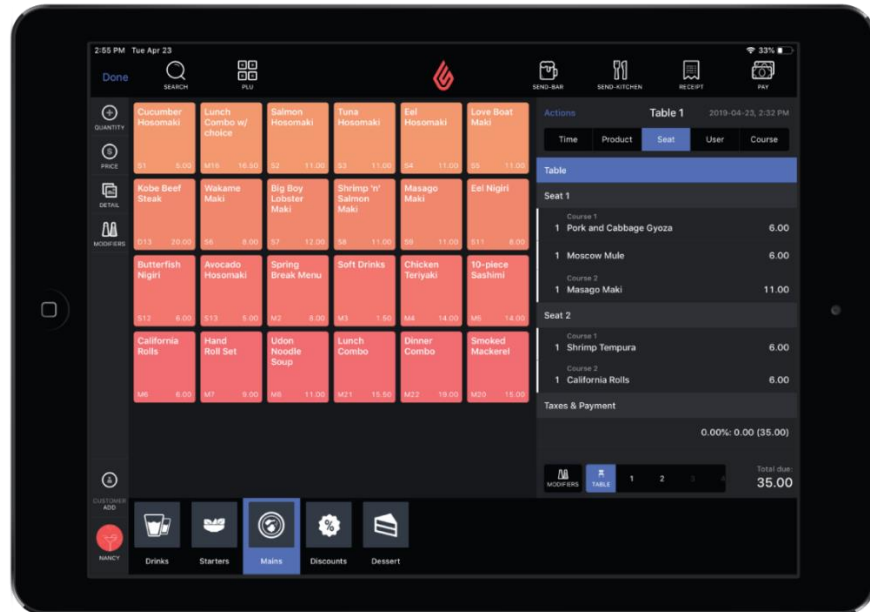 2:55 PM Tue Apr 23
33%
Done
SEARCH
PLU
SEND-BAR
SEND-KITCHEN
RECEIPT
PAY
QUANTITY
PRICE
DETAIL
MODIFIERS
Cucumber
Hosomaki
S1 5.00
Lunch
Combo w/
choice
M16 16.50
Salmon
Hosomaki
S2 11.00
Tuna
Hosomaki
S3 11.00
Eel
Hosomaki
S4 11.00
Love Boat
Maki
S5 11.00
Kobe Beef
Steak
D13 20.00
Wakame
Maki
S6 8.00
Big Boy
Lobster
Maki
S7 12.00
Shrimp 'n'
Salmon
Maki
S8 11.00
Masago
Maki
S9 11.00
Eel Nigiri
S11 8.00
Butterfish
Nigiri
S12 6.00
Avocado
Hosomaki
S13 5.00
Spring
Break Menu
M2 8.00
Soft Drinks
M3 1.50
Chicken
Teriyaki
M4 14.00
10-piece
Sashimi
M5 14.00
California
Rolls
M6 6.00
Hand
Roll Set
M7 9.00
Udon
Noodle
Soup
M8 11.00
Lunch
Combo
M21 15.50
Dinner
Combo
M22 19.00
Smoked
Mackerel
M20 15.00
Actions
Table 1
2019-04-23, 2:32 PM
Time
Product
Seat
User
Course
Table
Seat 1
Course 1
1 Pork and Cabbage Gyoza 6.00
1 Moscow Mule 6.00
Course 2
1 Masago Maki 11.00
Seat 2
Course 1
1 Shrimp Tempura 6.00
Course 2
1 California Rolls 6.00
Taxes & Payment
0.00%: 0.00 (35.00)
MODIFIERS
TABLE
1
2
3
Total due:
35.00
CUSTOMER
ADD
NANCY
Drinks
Starters
Mains
Discounts
Dessert